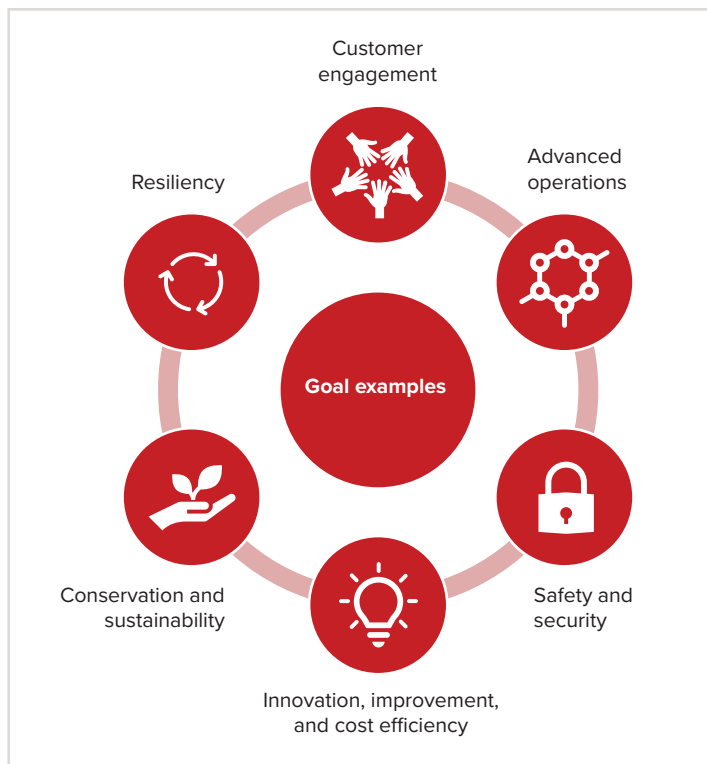 Customer
engagement
Advanced
operations
Resiliency
Goal examples
Conservation and
sustainability
Safety and
security
Innovation, improvement,
and cost efficiency